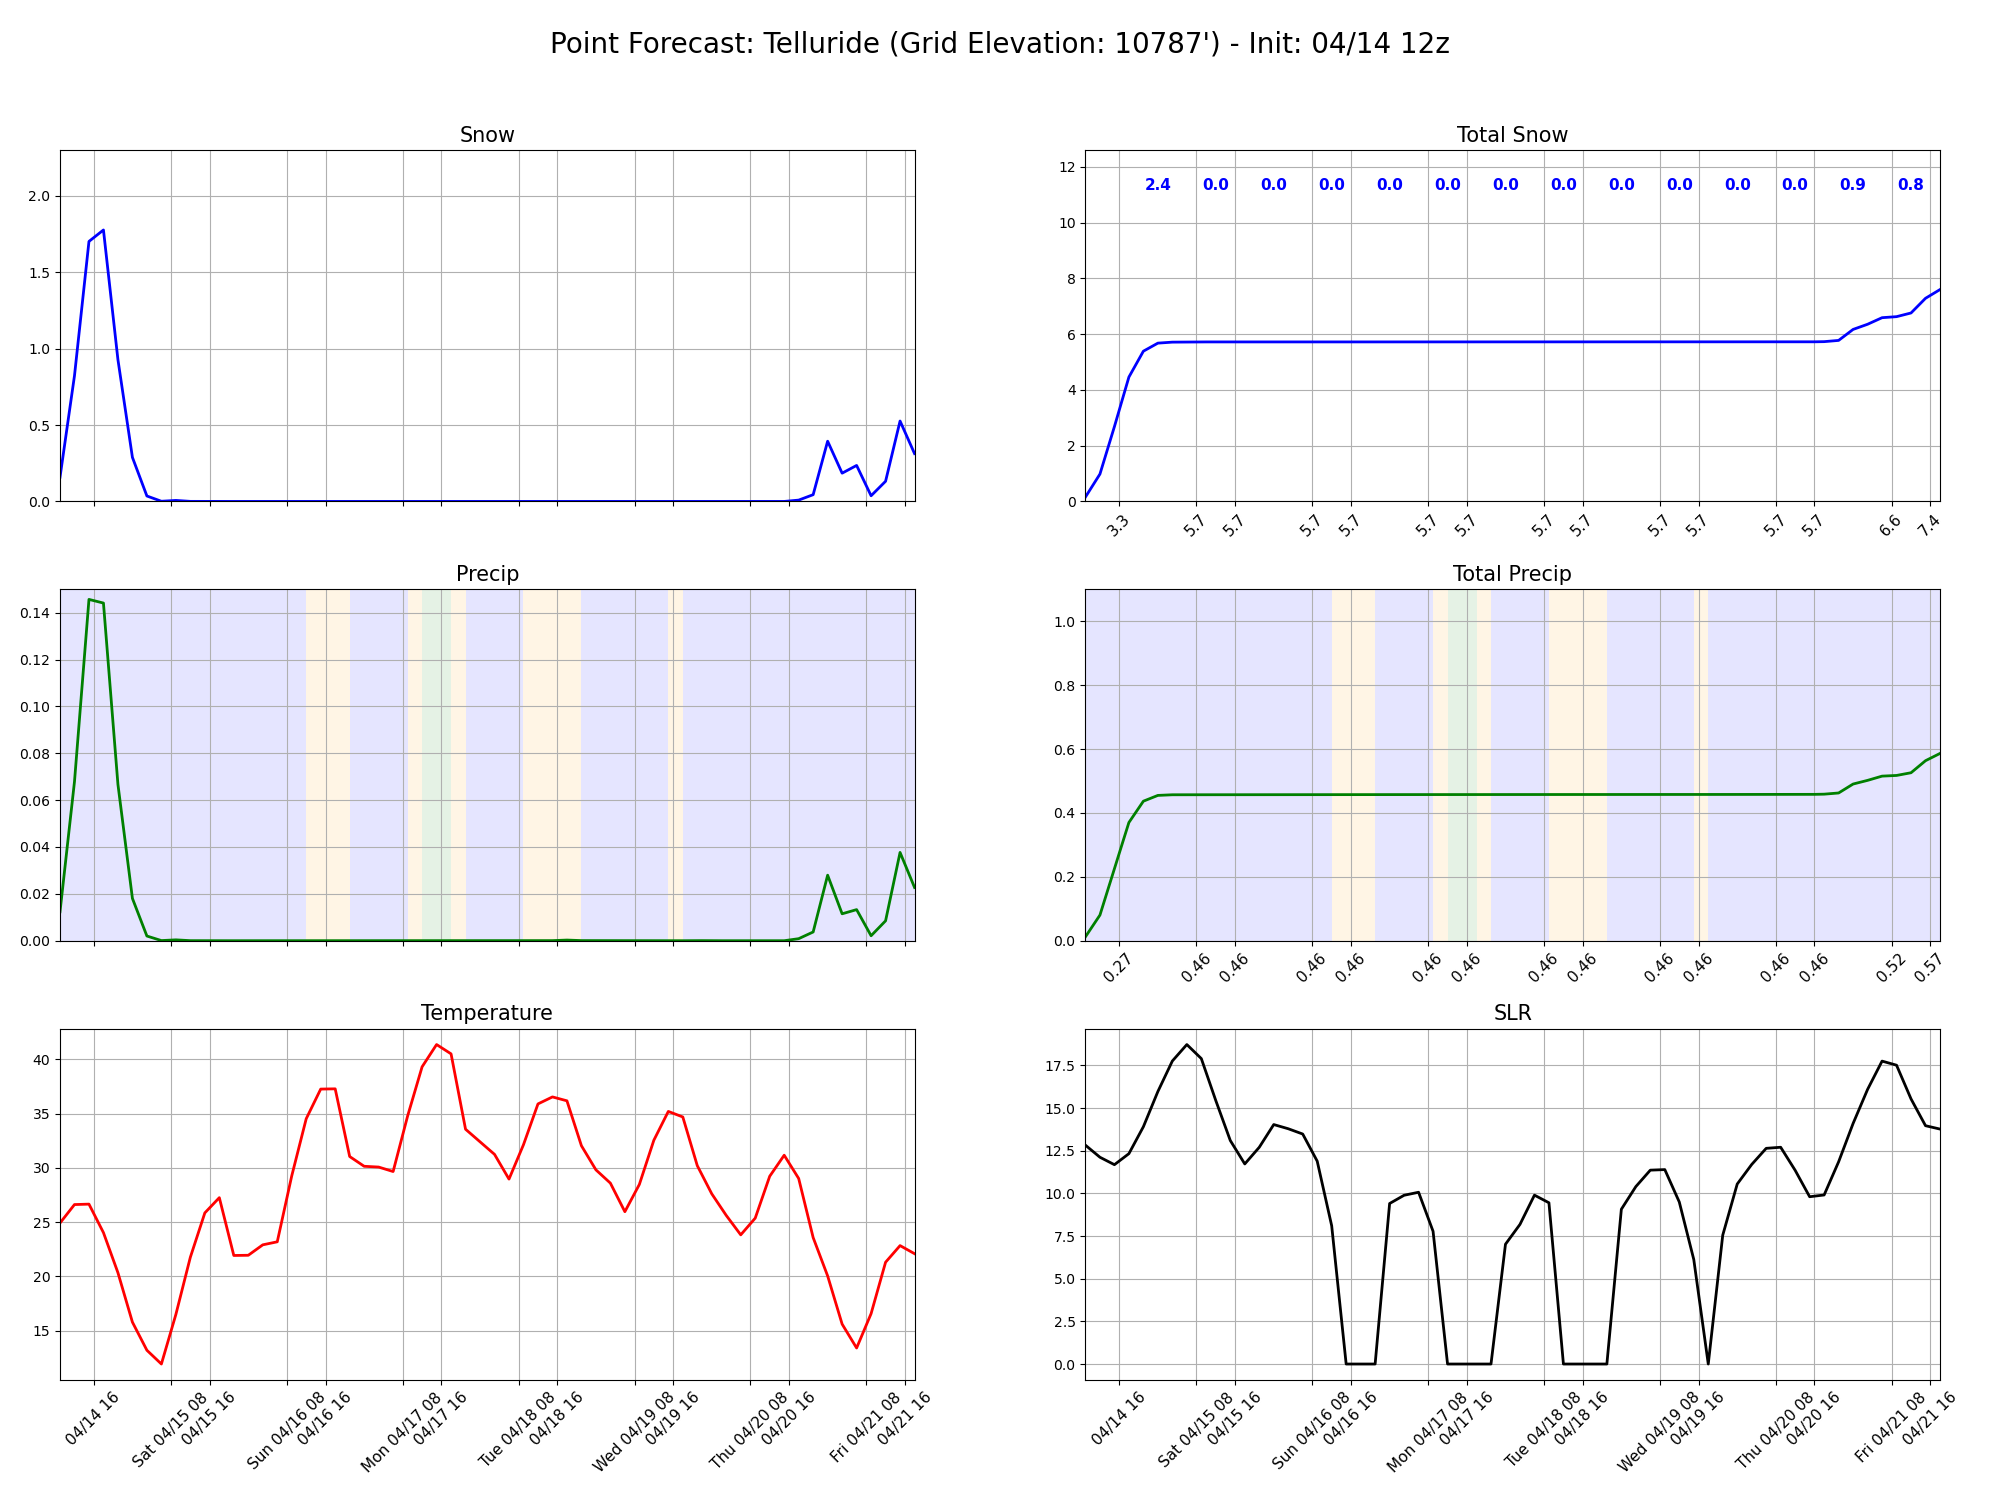 Point Forecast: Telluride (Grid Elevation: 10787') - Init: 04/14 12z
Snow
2.0
1.5
1.0
0.5
0.0
Total Snow
12
10
8
6
4
2
0
2.4 0.0 0.0 0.0 0.0 0.0 0.0 0.0 0.0 0.0 0.0 0.0 0.9 0.8
3.3 5.7 5.7 5.7 5.7 5.7 5.7 5.7 5.7 5.7 5.7 5.7 5.7 6.6 7.4
Precip
0.14
0.12
0.10
0.08
0.06
0.04
0.02
0.00
Total Precip
1.0
0.8
0.6
0.4
0.2
0.0
0.27 0.46 0.46 0.46 0.46 0.46 0.46 0.46 0.46 0.46 0.46 0.46 0.46 0.52 0.57
Temperature
40
35
30
25
20
15
04/14 16
Sat 04/15 08
04/15 16
Sun 04/16 08
04/16 16
Mon 04/17 08
04/17 16
Tue 04/18 08
04/18 16
Wed 04/19 08
04/19 16
Thu 04/20 08
04/20 16
Fri 04/21 08
04/21 16
SLR
17.5
15.0
12.5
10.0
7.5
5.0
2.5
0.0
04/14 16
Sat 04/15 08
04/15 16
Sun 04/16 08
04/16 16
Mon 04/17 08
04/17 16
Tue 04/18 08
04/18 16
Wed 04/19 08
04/19 16
Thu 04/20 08
04/20 16
Fri 04/21 08
04/21 16